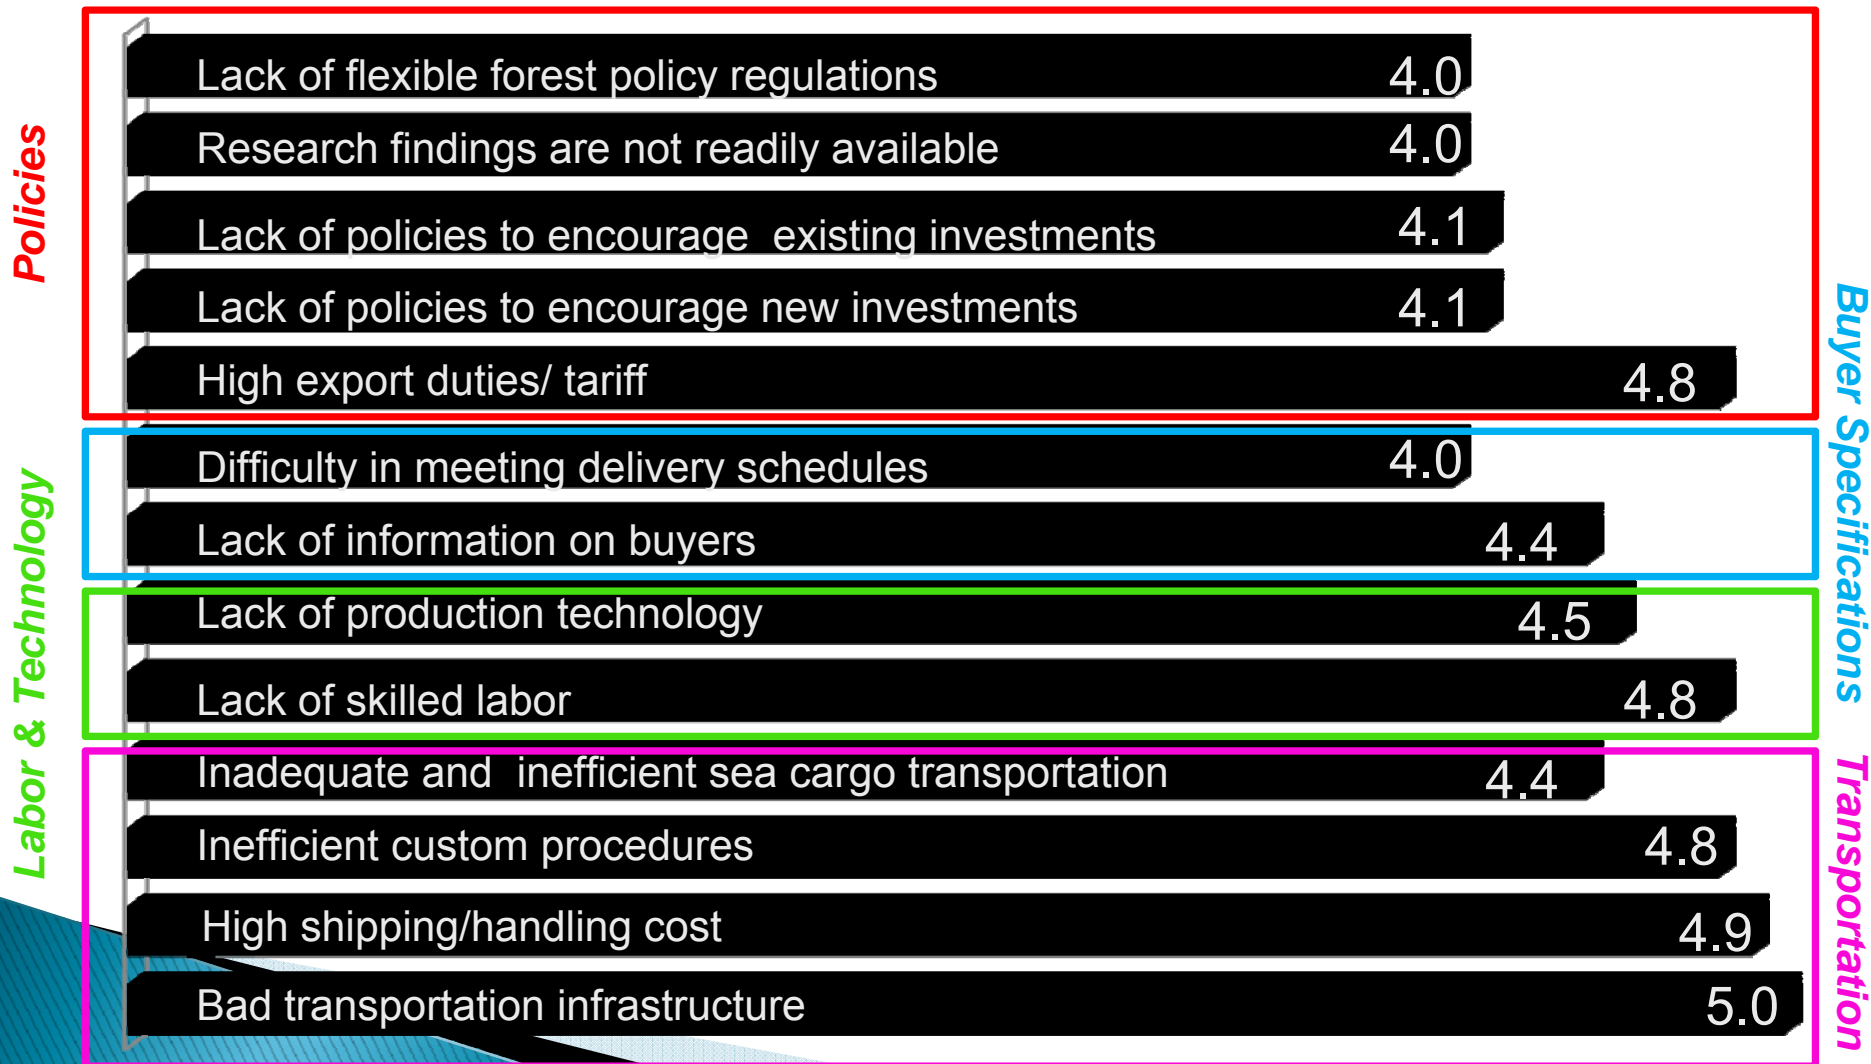 Policies
Lack of flexible forest policy regulations 4.0
Research findings are not readily available 4.0
Lack of policies to encourage existing investments 4.1
Lack of policies to encourage new investments 4.1
High export duties/ tariff 4.8
Buyer Specifications
Difficulty in meeting delivery schedules 4.0
Lack of information on buyers 4.4
Labor & Technology
Lack of production technology 4.5
Lack of skilled labor 4.8
Transportation
Inadequate and inefficient sea cargo transportation 4.4
Inefficient custom procedures 4.8
High shipping/handling cost 4.9
Bad transportation infrastructure 5.0